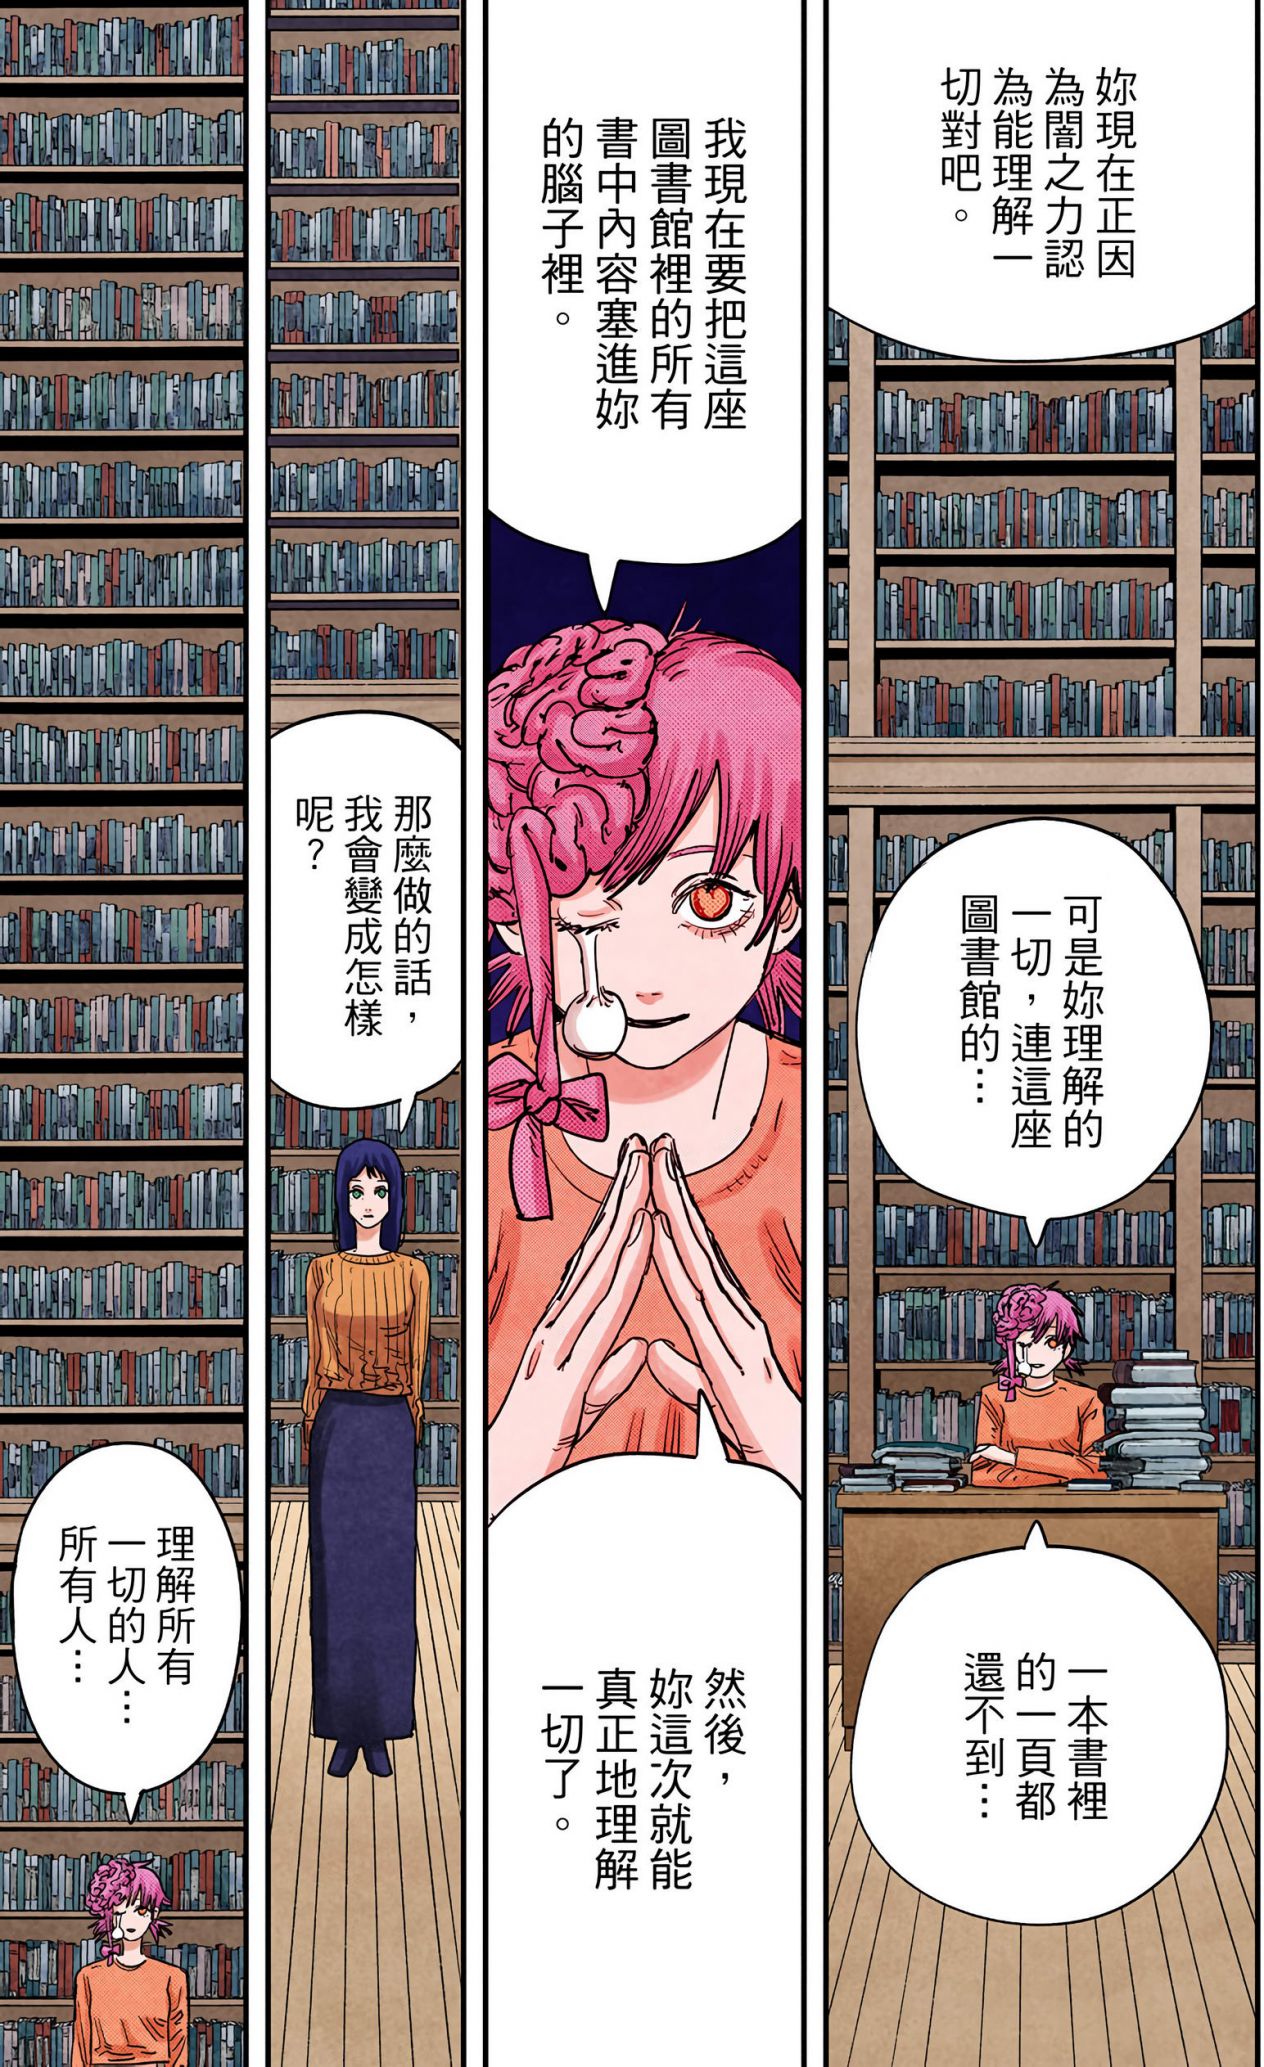 妳現在正因
為闇之力認
為能理解一
切對吧。
可是妳理解的
一切，連這座
圖書館的…
一本書裡
的一頁都
還不到…
我現在要把這座
圖書館裡的所有
書中內容塞進妳
的腦子裡。
然後，
妳這次就能
真正地理解
一切了。
那麼做的話，
我會變成怎樣
呢？
理解所有
一切的人…
所有人…